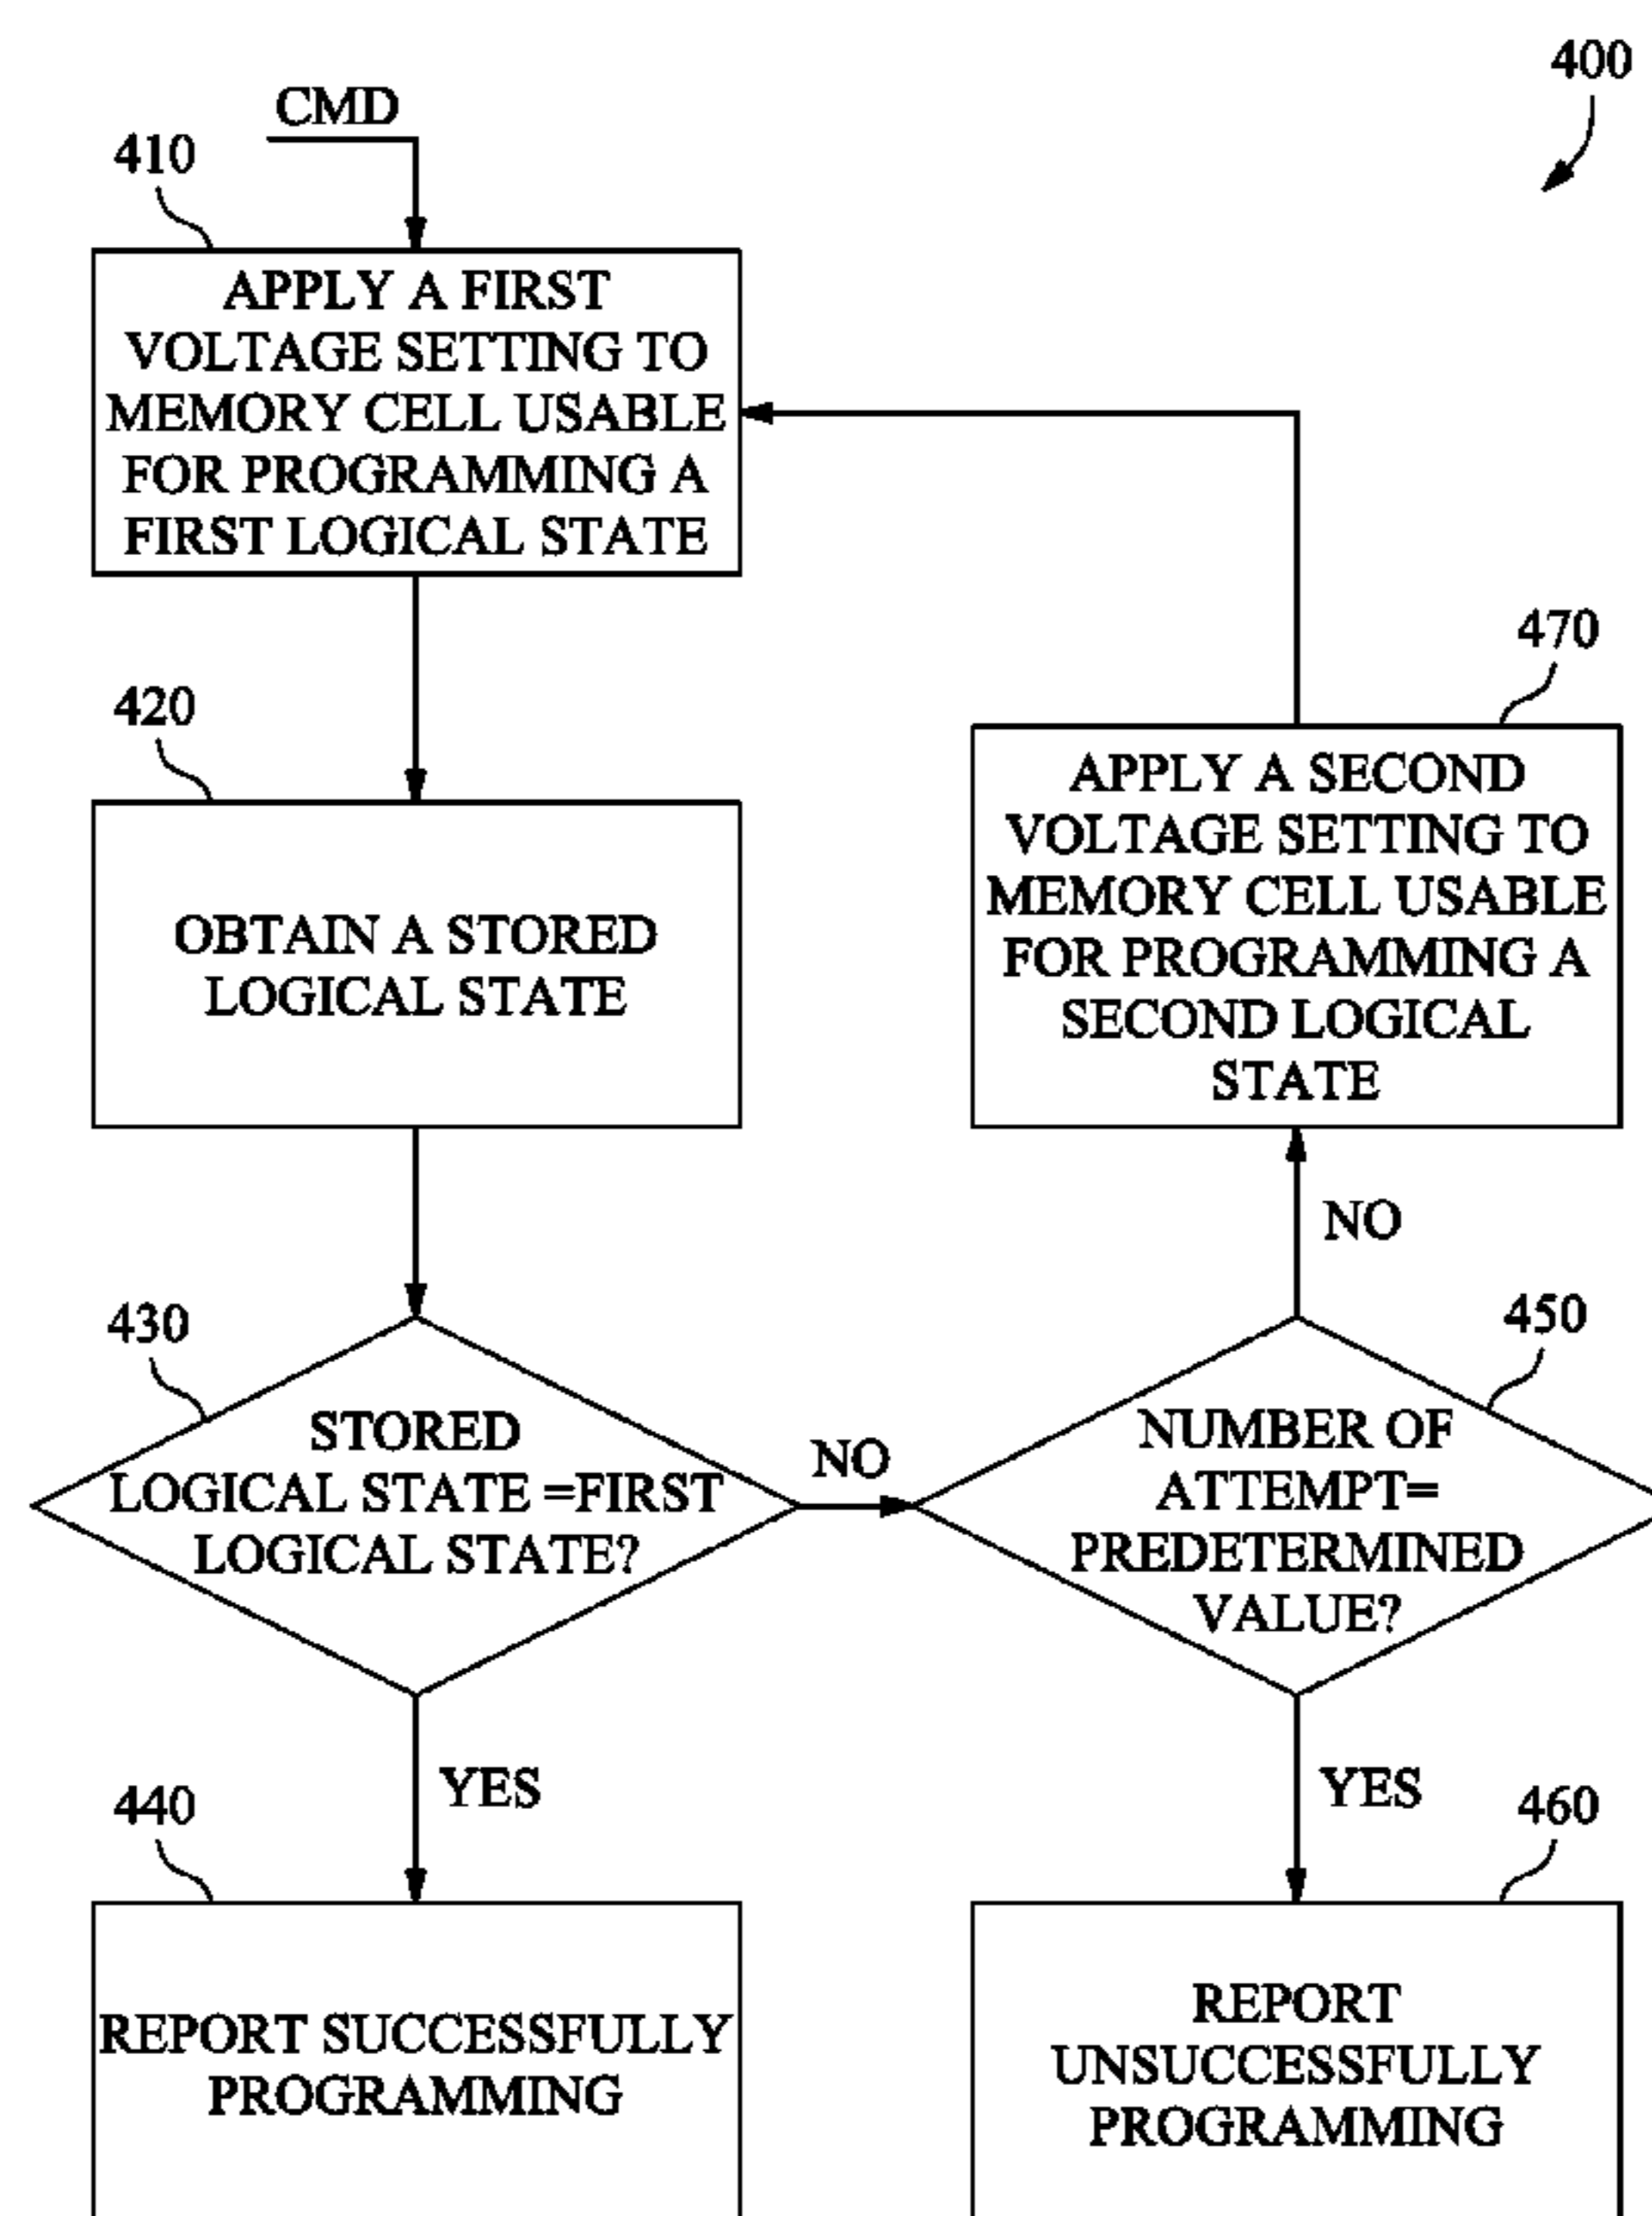 400
CMD
410
APPLY A FIRST
VOLTAGE SETTING TO
MEMORY CELL USABLE
FOR PROGRAMMING A
FIRST LOGICAL STATE
420
OBTAIN A STORED
LOGICAL STATE
470
APPLY A SECOND
VOLTAGE SETTING TO
MEMORY CELL USABLE
FOR PROGRAMMING A
SECOND LOGICAL
STATE
NO
430
STORED
LOGICAL STATE =FIRST
LOGICAL STATE?
NO
450
NUMBER OF
ATTEMPT=
PREDETERMINED
VALUE?
YES
YES
440
REPORT SUCCESSFULLY
PROGRAMMING
460
REPORT
UNSUCCESSFULLY
PROGRAMMING